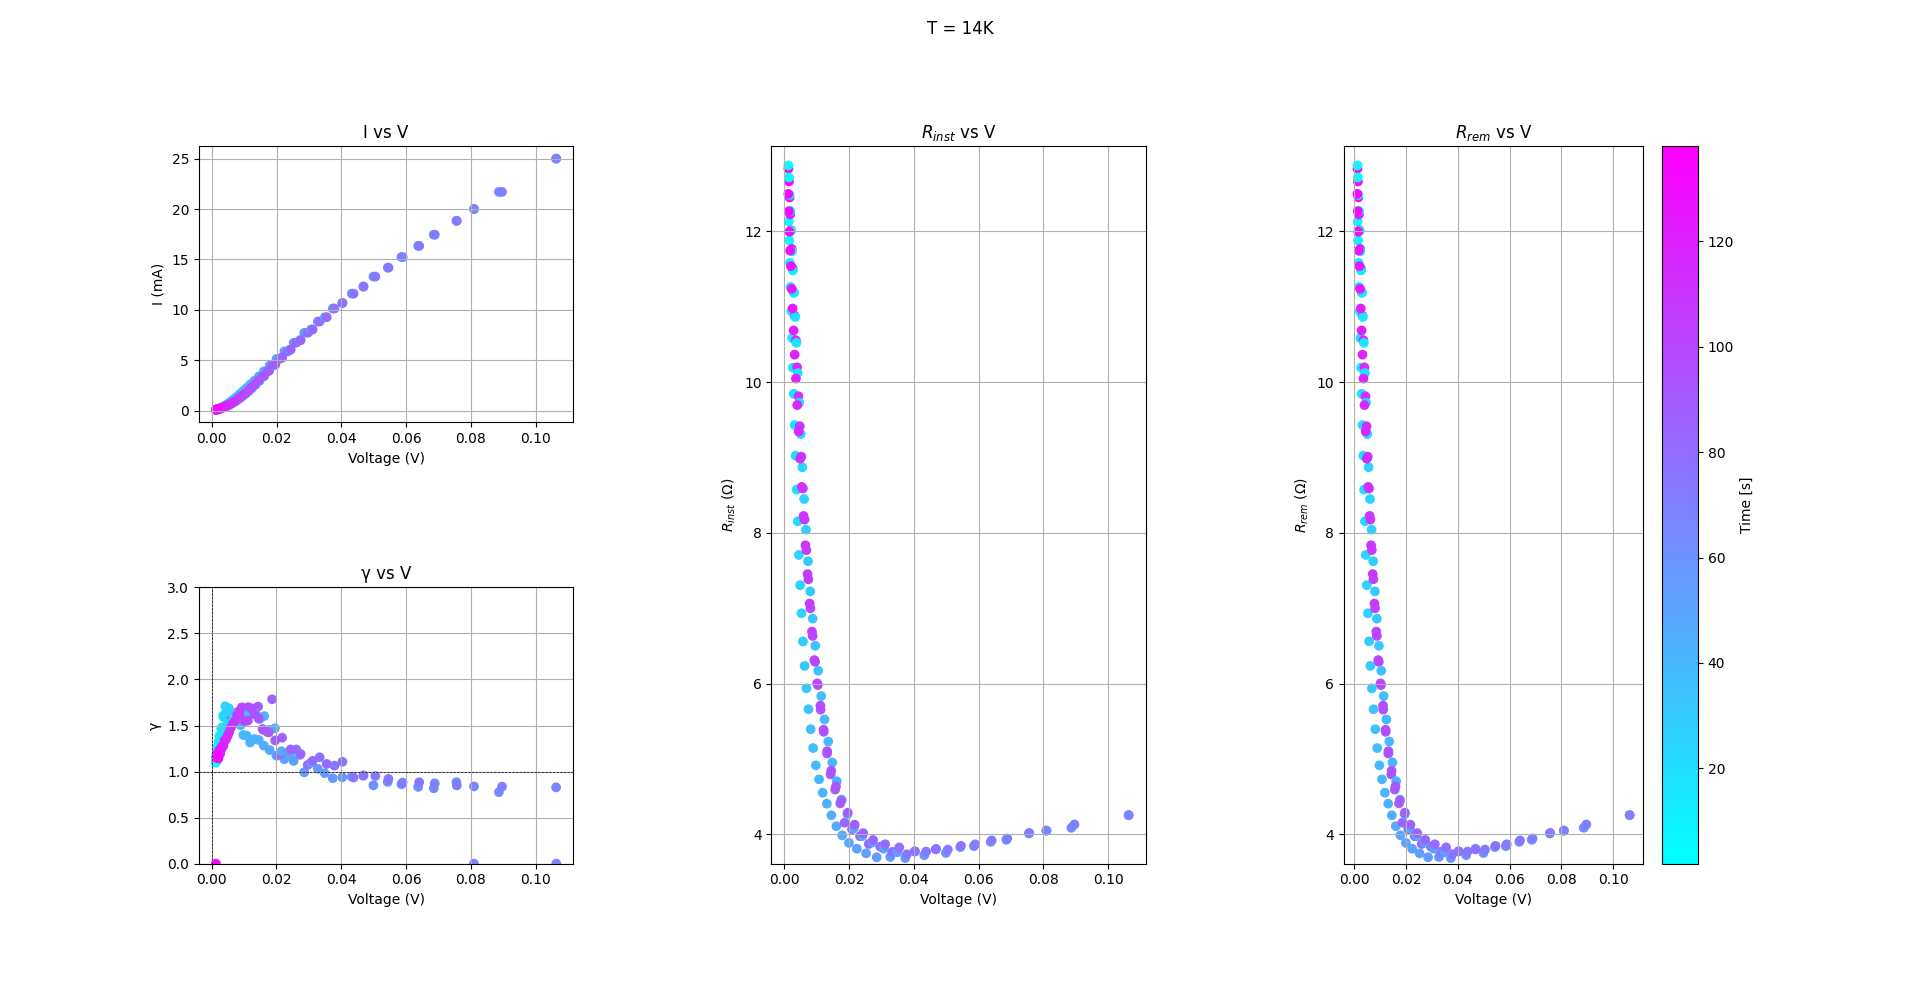 T = 14K
I vs V
25
20
15
10
5
0
I (mA)
0.00 0.02 0.04 0.06 0.08 0.10
Voltage (V)
γ vs V
3.0
2.5
2.0
1.5
1.0
0.5
0.0
γ
0.00 0.02 0.04 0.06 0.08 0.10
Voltage (V)
R_inst vs V
12
10
8
6
4
R_inst (Ω)
0.00 0.02 0.04 0.06 0.08 0.10
Voltage (V)
R_rem vs V
12
10
8
6
4
R_rem (Ω)
0.00 0.02 0.04 0.06 0.08 0.10
Voltage (V)
120
100
80
60
40
20
Time [s]